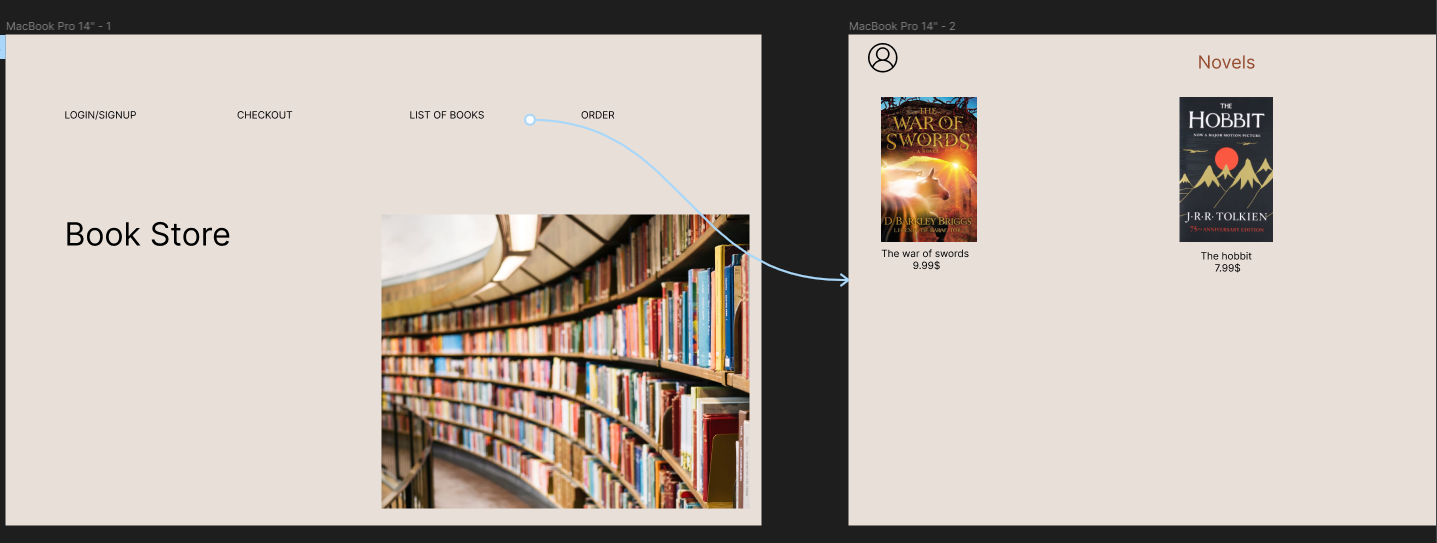 MacBook Pro 14" - 1
LOGIN/SIGNUP
CHECKOUT
LIST OF BOOKS
ORDER
Book Store
MacBook Pro 14" - 2
Novels
THE
WAR OF
SWORDS
A NOVEL
D. BARKLEY BRIGGS
The war of swords
9.99$
THE
HOBBIT
NOW A MAJOR MOTION PICTURE
J·R·R·TOLKIEN
75TH ANNIVERSARY EDITION
The hobbit
7.99$